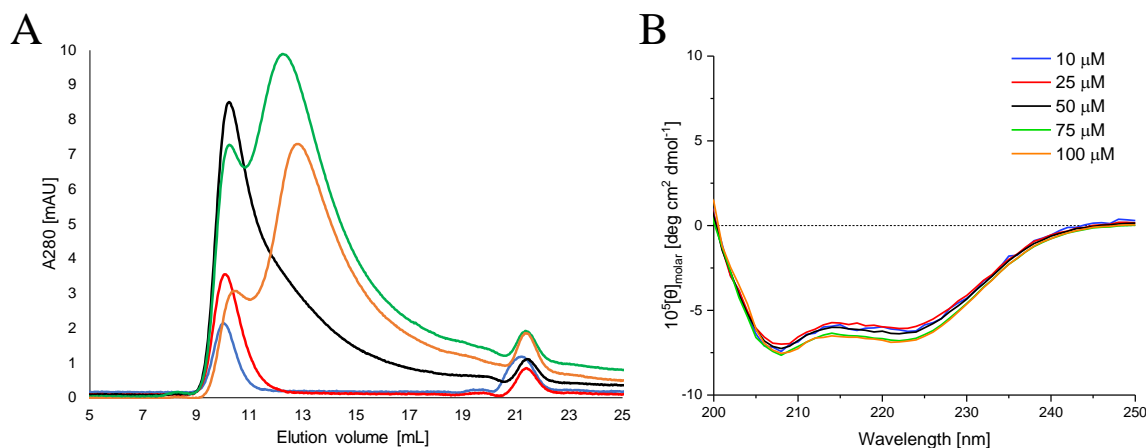 A
A280 [mAU]
10
9
8
7
6
5
4
3
2
1
0
5 7 9 11 13 15 17 19 21 23 25
Elution volume [mL]
B
10 μM
25 μM
50 μM
75 μM
100 μM
10⁵[θ]molar [deg cm² dmol⁻¹]
10
5
0
-5
-10
200 210 220 230 240 250
Wavelength [nm]